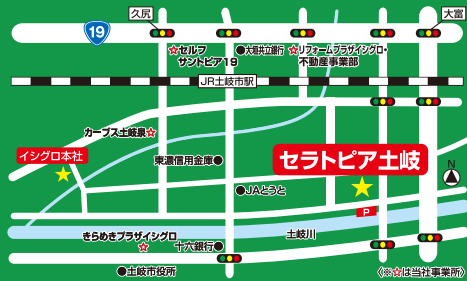 久尻
大富
19
☆セルフ
サントピア19
●大垣共立銀行
☆リフォームプラザイシグロ・
不動産事業部
JR土岐市駅
カーブス土岐泉☆
イシグロ本社
東濃信用金庫●
セラトピア土岐
●JAとうと
N
P
きらめきプラザイシグロ
☆
十六銀行●
土岐川
●土岐市役所
〈※☆は当社事業所〉